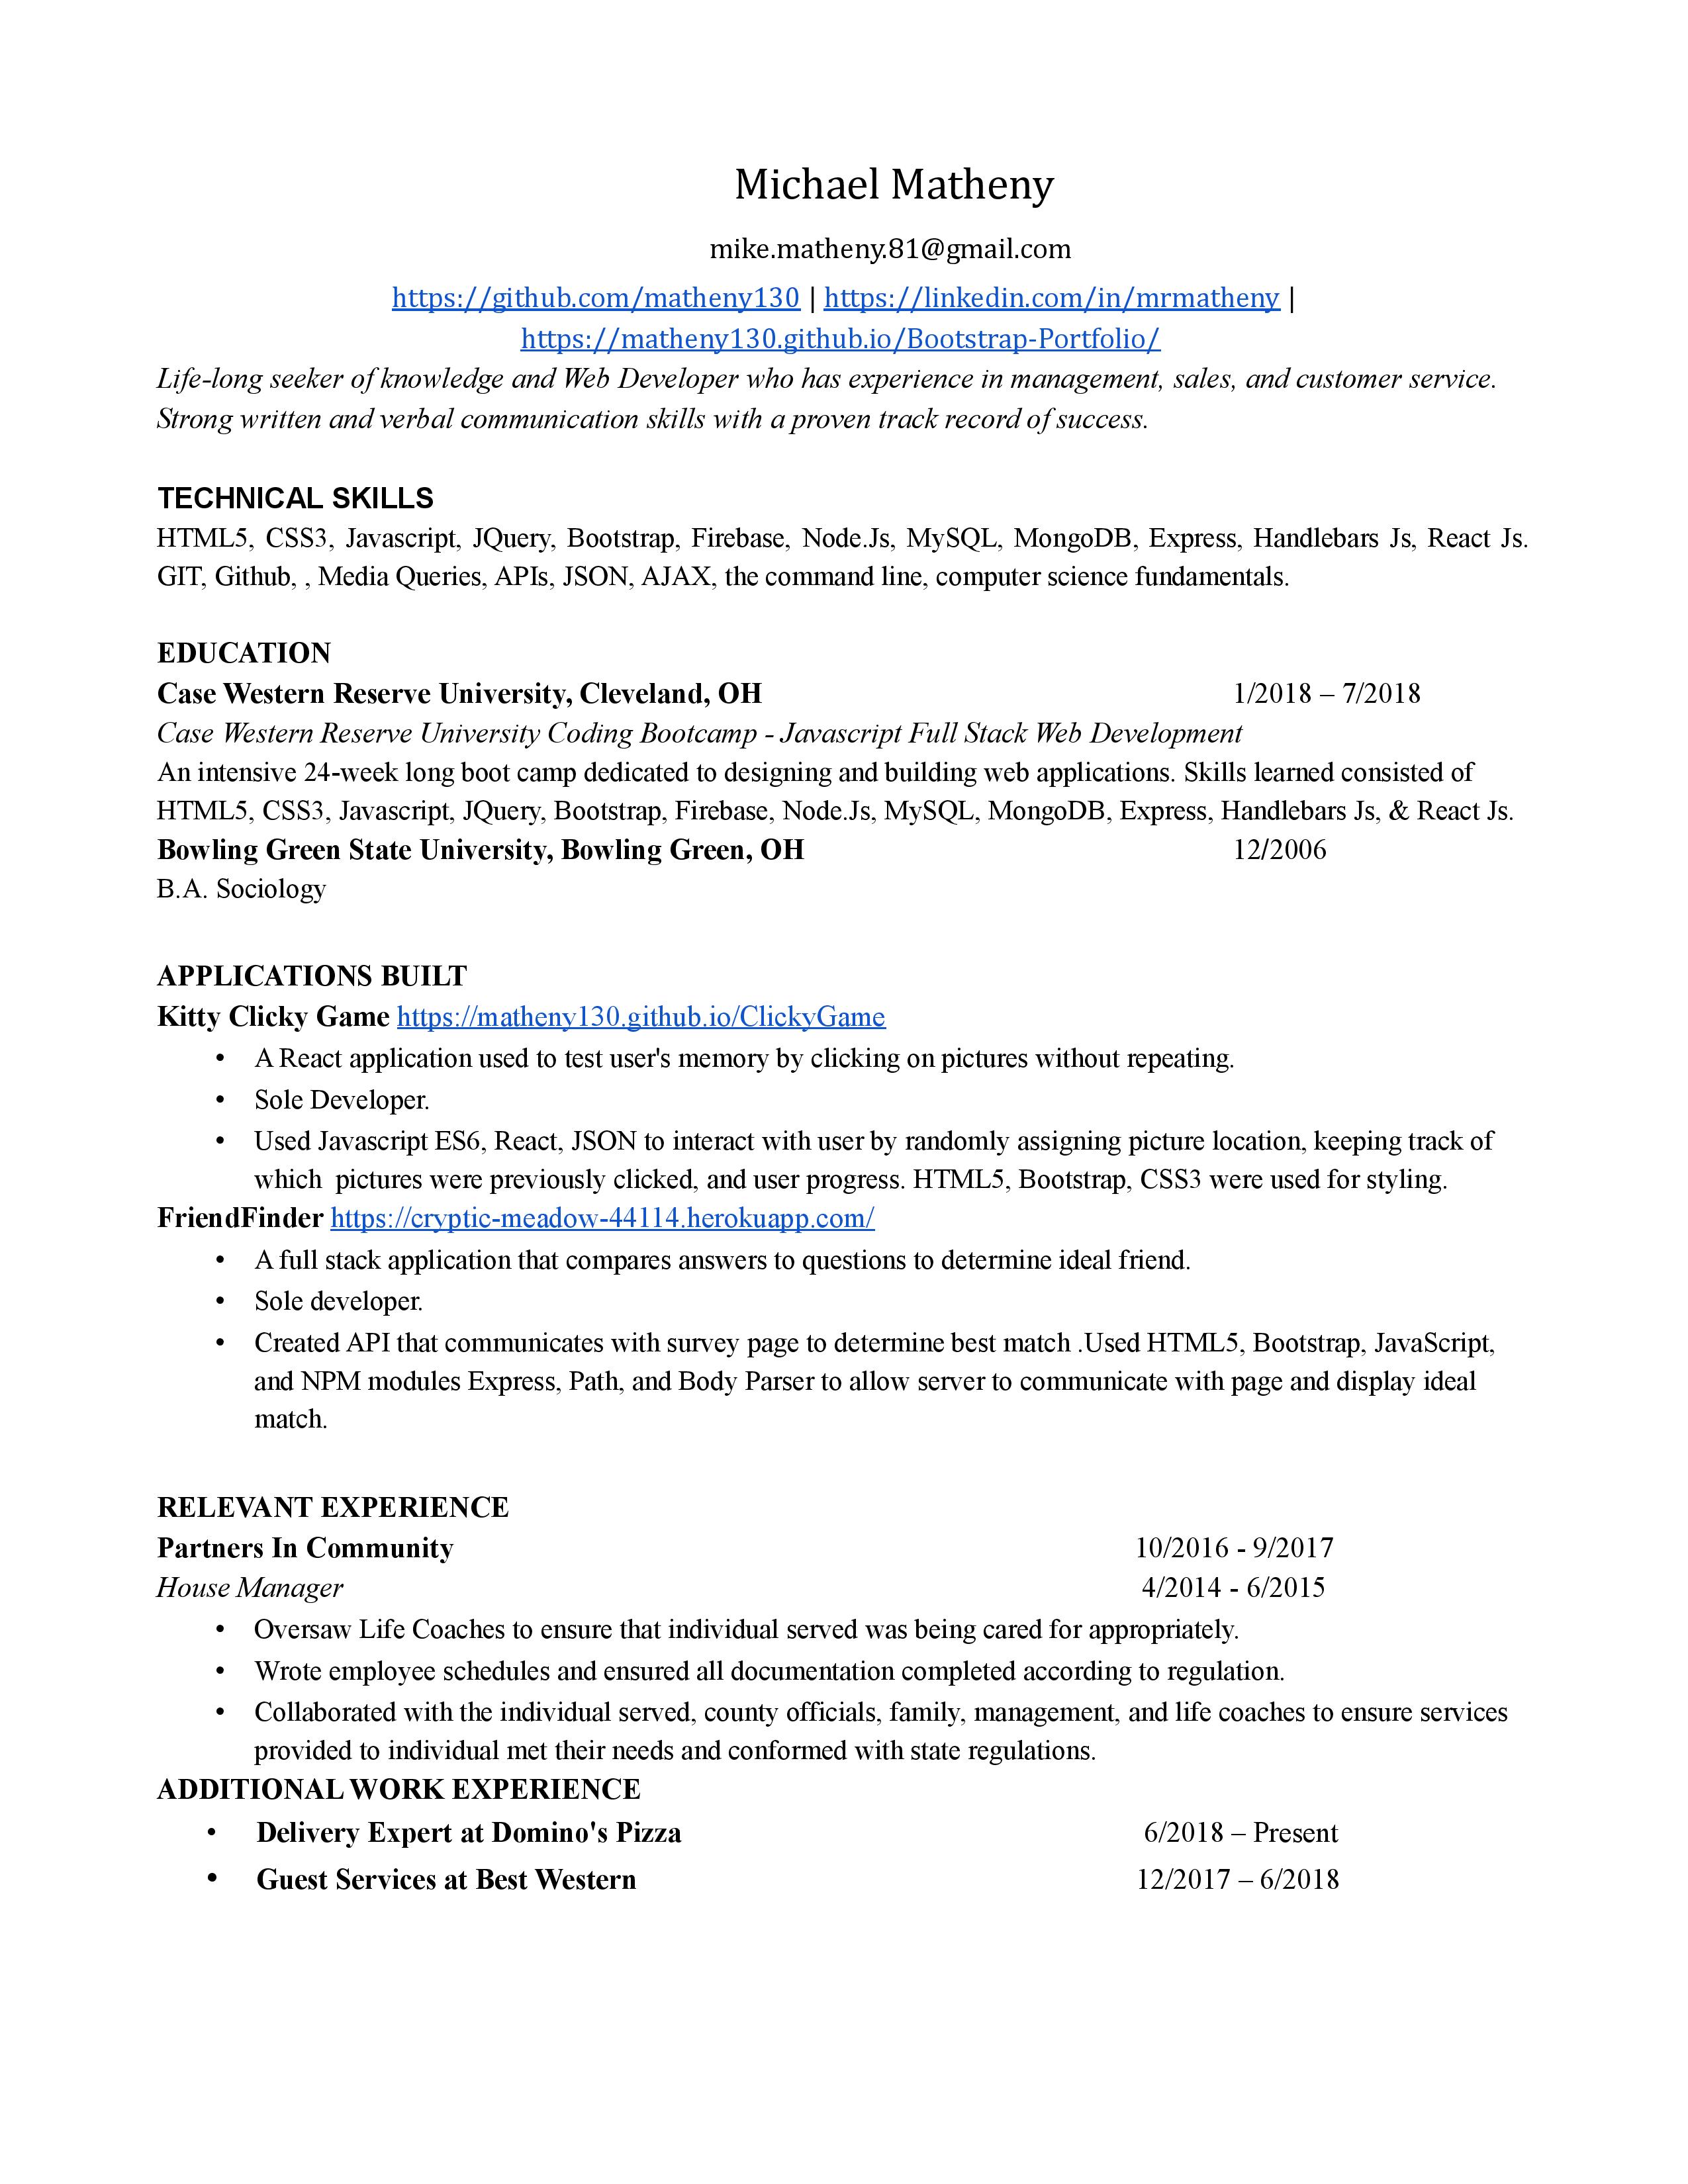 Michael Matheny
mike.matheny.81@gmail.com
https://github.com/matheny130 | https://linkedin.com/in/mrmatheny |
https://matheny130.github.io/Bootstrap-Portfolio/
Life-long seeker of knowledge and Web Developer who has experience in management, sales, and customer service.
Strong written and verbal communication skills with a proven track record of success.
TECHNICAL SKILLS
HTML5, CSS3, Javascript, JQuery, Bootstrap, Firebase, Node.Js, MySQL, MongoDB, Express, Handlebars Js, React Js.
GIT, Github, , Media Queries, APIs, JSON, AJAX, the command line, computer science fundamentals.
EDUCATION
Case Western Reserve University, Cleveland, OH 1/2018 – 7/2018
Case Western Reserve University Coding Bootcamp - Javascript Full Stack Web Development
An intensive 24-week long boot camp dedicated to designing and building web applications. Skills learned consisted of
HTML5, CSS3, Javascript, JQuery, Bootstrap, Firebase, Node.Js, MySQL, MongoDB, Express, Handlebars Js, & React Js.
Bowling Green State University, Bowling Green, OH 12/2006
B.A. Sociology
APPLICATIONS BUILT
Kitty Clicky Game https://matheny130.github.io/ClickyGame
• A React application used to test user's memory by clicking on pictures without repeating.
• Sole Developer.
• Used Javascript ES6, React, JSON to interact with user by randomly assigning picture location, keeping track of
which  pictures were previously clicked, and user progress. HTML5, Bootstrap, CSS3 were used for styling.
FriendFinder https://cryptic-meadow-44114.herokuapp.com/
• A full stack application that compares answers to questions to determine ideal friend.
• Sole developer.
• Created API that communicates with survey page to determine best match .Used HTML5, Bootstrap, JavaScript,
and NPM modules Express, Path, and Body Parser to allow server to communicate with page and display ideal
match.
RELEVANT EXPERIENCE
Partners In Community 10/2016 - 9/2017
House Manager 4/2014 - 6/2015
• Oversaw Life Coaches to ensure that individual served was being cared for appropriately.
• Wrote employee schedules and ensured all documentation completed according to regulation.
• Collaborated with the individual served, county officials, family, management, and life coaches to ensure services
provided to individual met their needs and conformed with state regulations.
ADDITIONAL WORK EXPERIENCE
• Delivery Expert at Domino's Pizza 6/2018 – Present
• Guest Services at Best Western 12/2017 – 6/2018